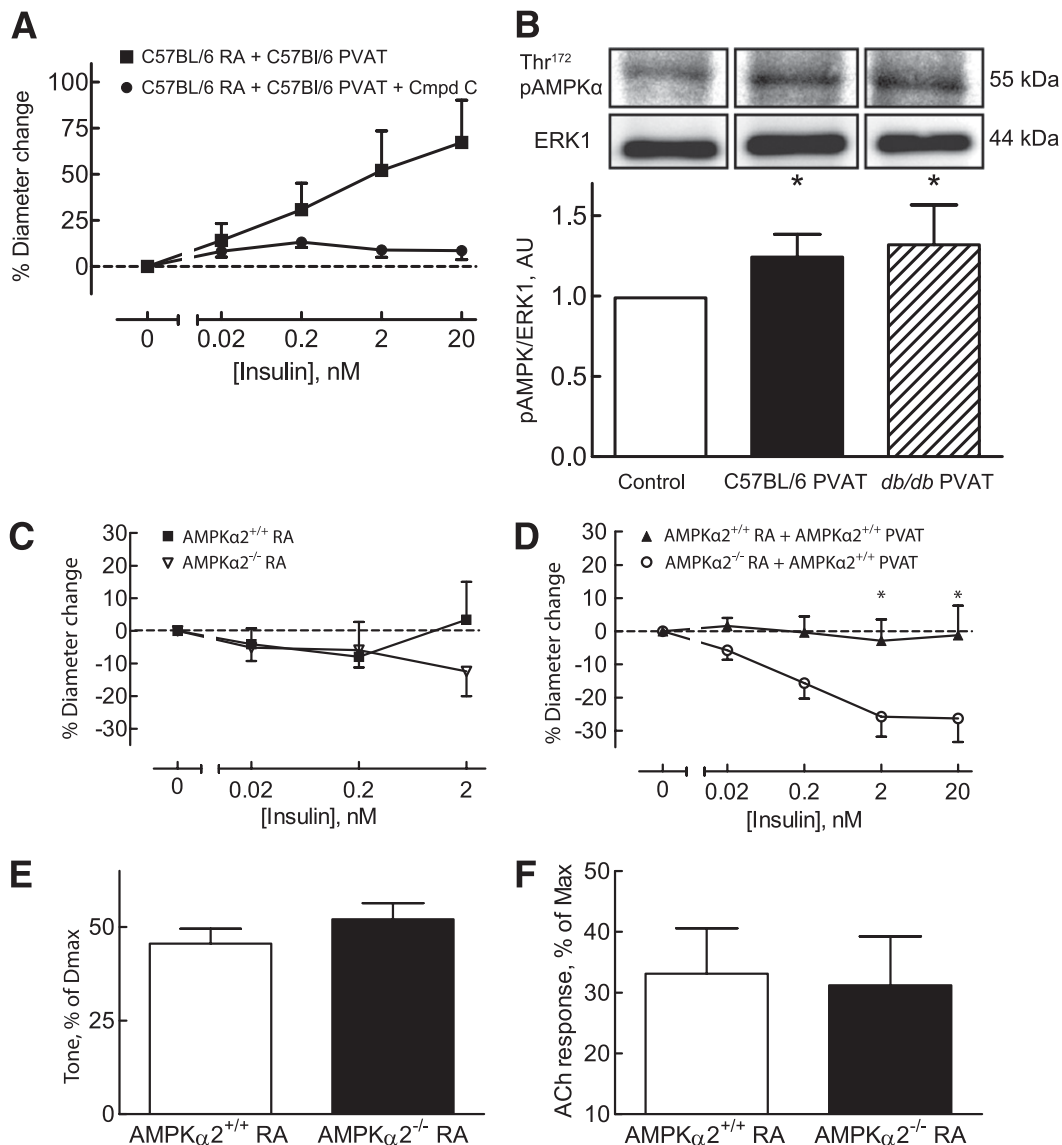 A
C57BL/6 RA + C57Bl/6 PVAT
C57BL/6 RA + C57Bl/6 PVAT + Cmpd C
100
75
50
25
0
% Diameter change
0 0.02 0.2 2 20
[Insulin], nM
B
Thr172
pAMPKα
55 kDa
ERK1
44 kDa
* *
1.5
1.0
0.5
0.0
pAMPK/ERK1, AU
Control C57BL/6 PVAT db/db PVAT
C
AMPKα2+/+ RA
AMPKα2-/- RA
30
20
10
0
-10
-20
-30
% Diameter change
0 0.02 0.2 2
[Insulin], nM
D
AMPKα2+/+ RA + AMPKα2+/+ PVAT
AMPKα2-/- RA + AMPKα2+/+ PVAT
* *
30
20
10
0
-10
-20
-30
% Diameter change
0 0.02 0.2 2 20
[Insulin], nM
E
50
25
0
Tone, % of Dmax
AMPKα2+/+ RA AMPKα2-/- RA
F
50
40
30
20
10
ACh response, % of Max
AMPKα2+/+ RA AMPKα2-/- RA